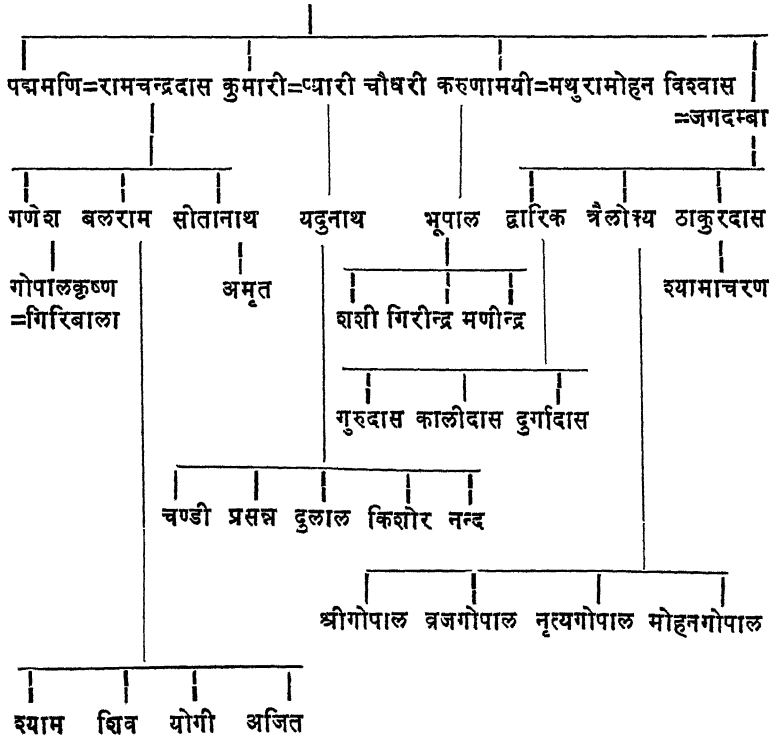 पद्ममणि=रामचन्द्रदास कुमारी=प्यारी चौधरी करुणामयी=मथुरामोहन विश्वास
=जगदम्बा
गणेश बलराम सीतानाथ यदुनाथ भूपाल द्वारिक त्रैलोक्य ठाकुरदास
गोपालकृष्ण अमृत श्यामाचरण
=गिरिबाला
शशी गिरीन्द्र मणीन्द्र
गुरुदास कालीदास दुर्गादास
चण्डी प्रसन्न दुलाल किशोर नन्द
श्रीगोपाल व्रजगोपाल नृत्यगोपाल मोहनगोपाल
श्याम शिव योगी अजित